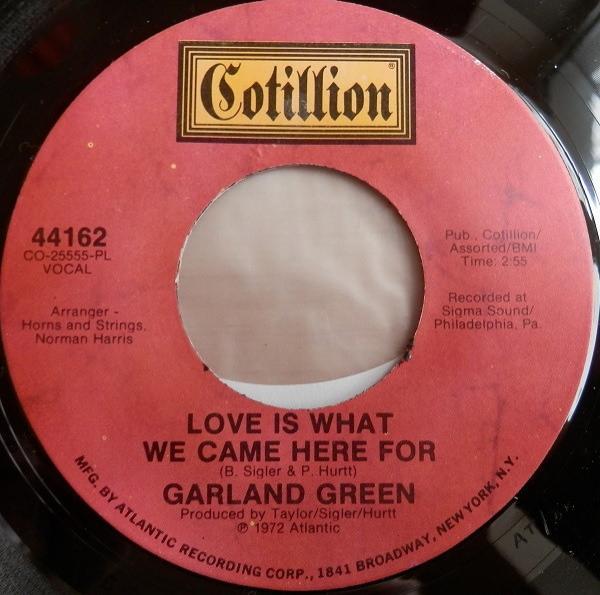 Cotillion®
44162
CO-25555-PL
VOCAL
Arranger -
Horns and Strings,
Norman Harris
Pub., Cotillion/
Assorted/BMI
Time: 2:55
Recorded at
Sigma Sound/
Philadelphia, Pa.
LOVE IS WHAT
WE CAME HERE FOR
(B. Sigler & P. Hurtt)
GARLAND GREEN
Produced by Taylor/Sigler/Hurtt
℗ 1972 Atlantic
MFG. BY ATLANTIC RECORDING CORP., 1841 BROADWAY, NEW YORK, N.Y.